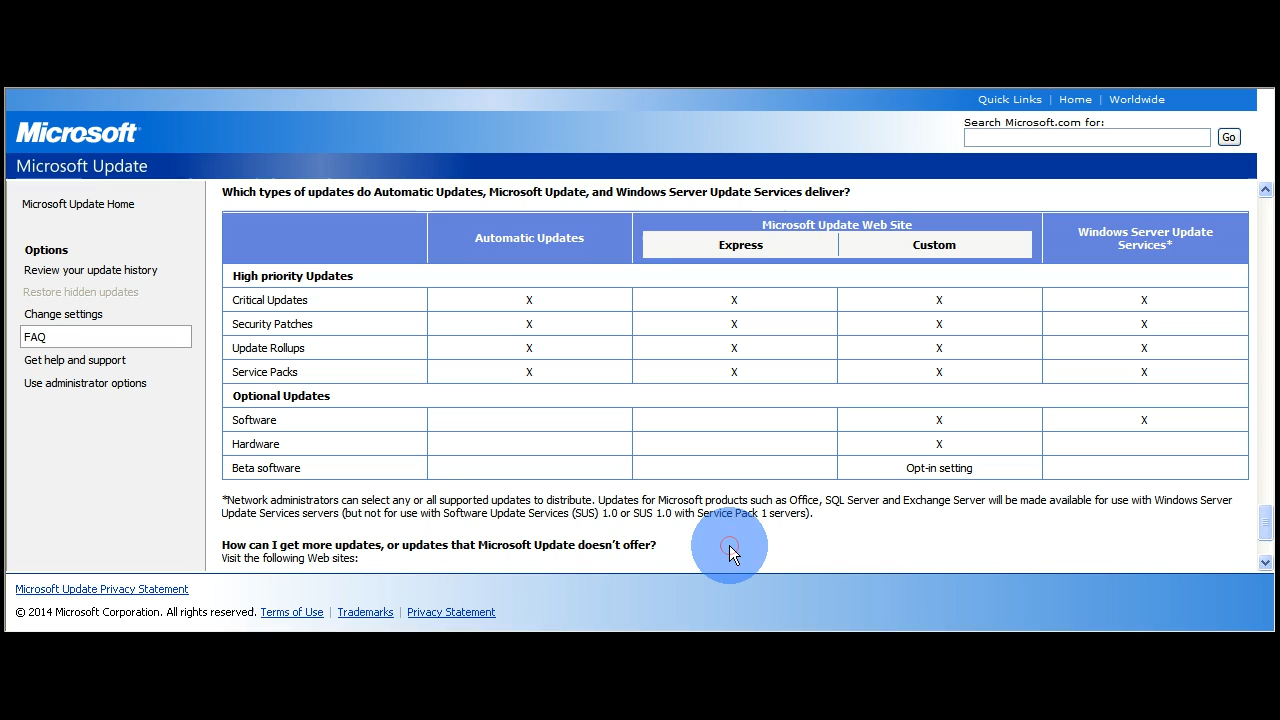 Quick Links | Home | Worldwide
Microsoft
Search Microsoft.com for:
Go
Microsoft Update
Microsoft Update Home
Options
Review your update history
Restore hidden updates
Change settings
FAQ
Get help and support
Use administrator options
Which types of updates do Automatic Updates, Microsoft Update, and Windows Server Update Services deliver?
Automatic Updates
Microsoft Update Web Site
Express
Custom
Windows Server Update
Services*
High priority Updates
Critical Updates X X X X
Security Patches X X X X
Update Rollups X X X X
Service Packs X X X X
Optional Updates
Software X X
Hardware X
Beta software Opt-in setting
*Network administrators can select any or all supported updates to distribute. Updates for Microsoft products such as Office, SQL Server and Exchange Server will be made available for use with Windows Server
Update Services servers (but not for use with Software Update Services (SUS) 1.0 or SUS 1.0 with Service Pack 1 servers).
How can I get more updates, or updates that Microsoft Update doesn't offer?
Visit the following Web sites:
Microsoft Update Privacy Statement
© 2014 Microsoft Corporation. All rights reserved. Terms of Use | Trademarks | Privacy Statement